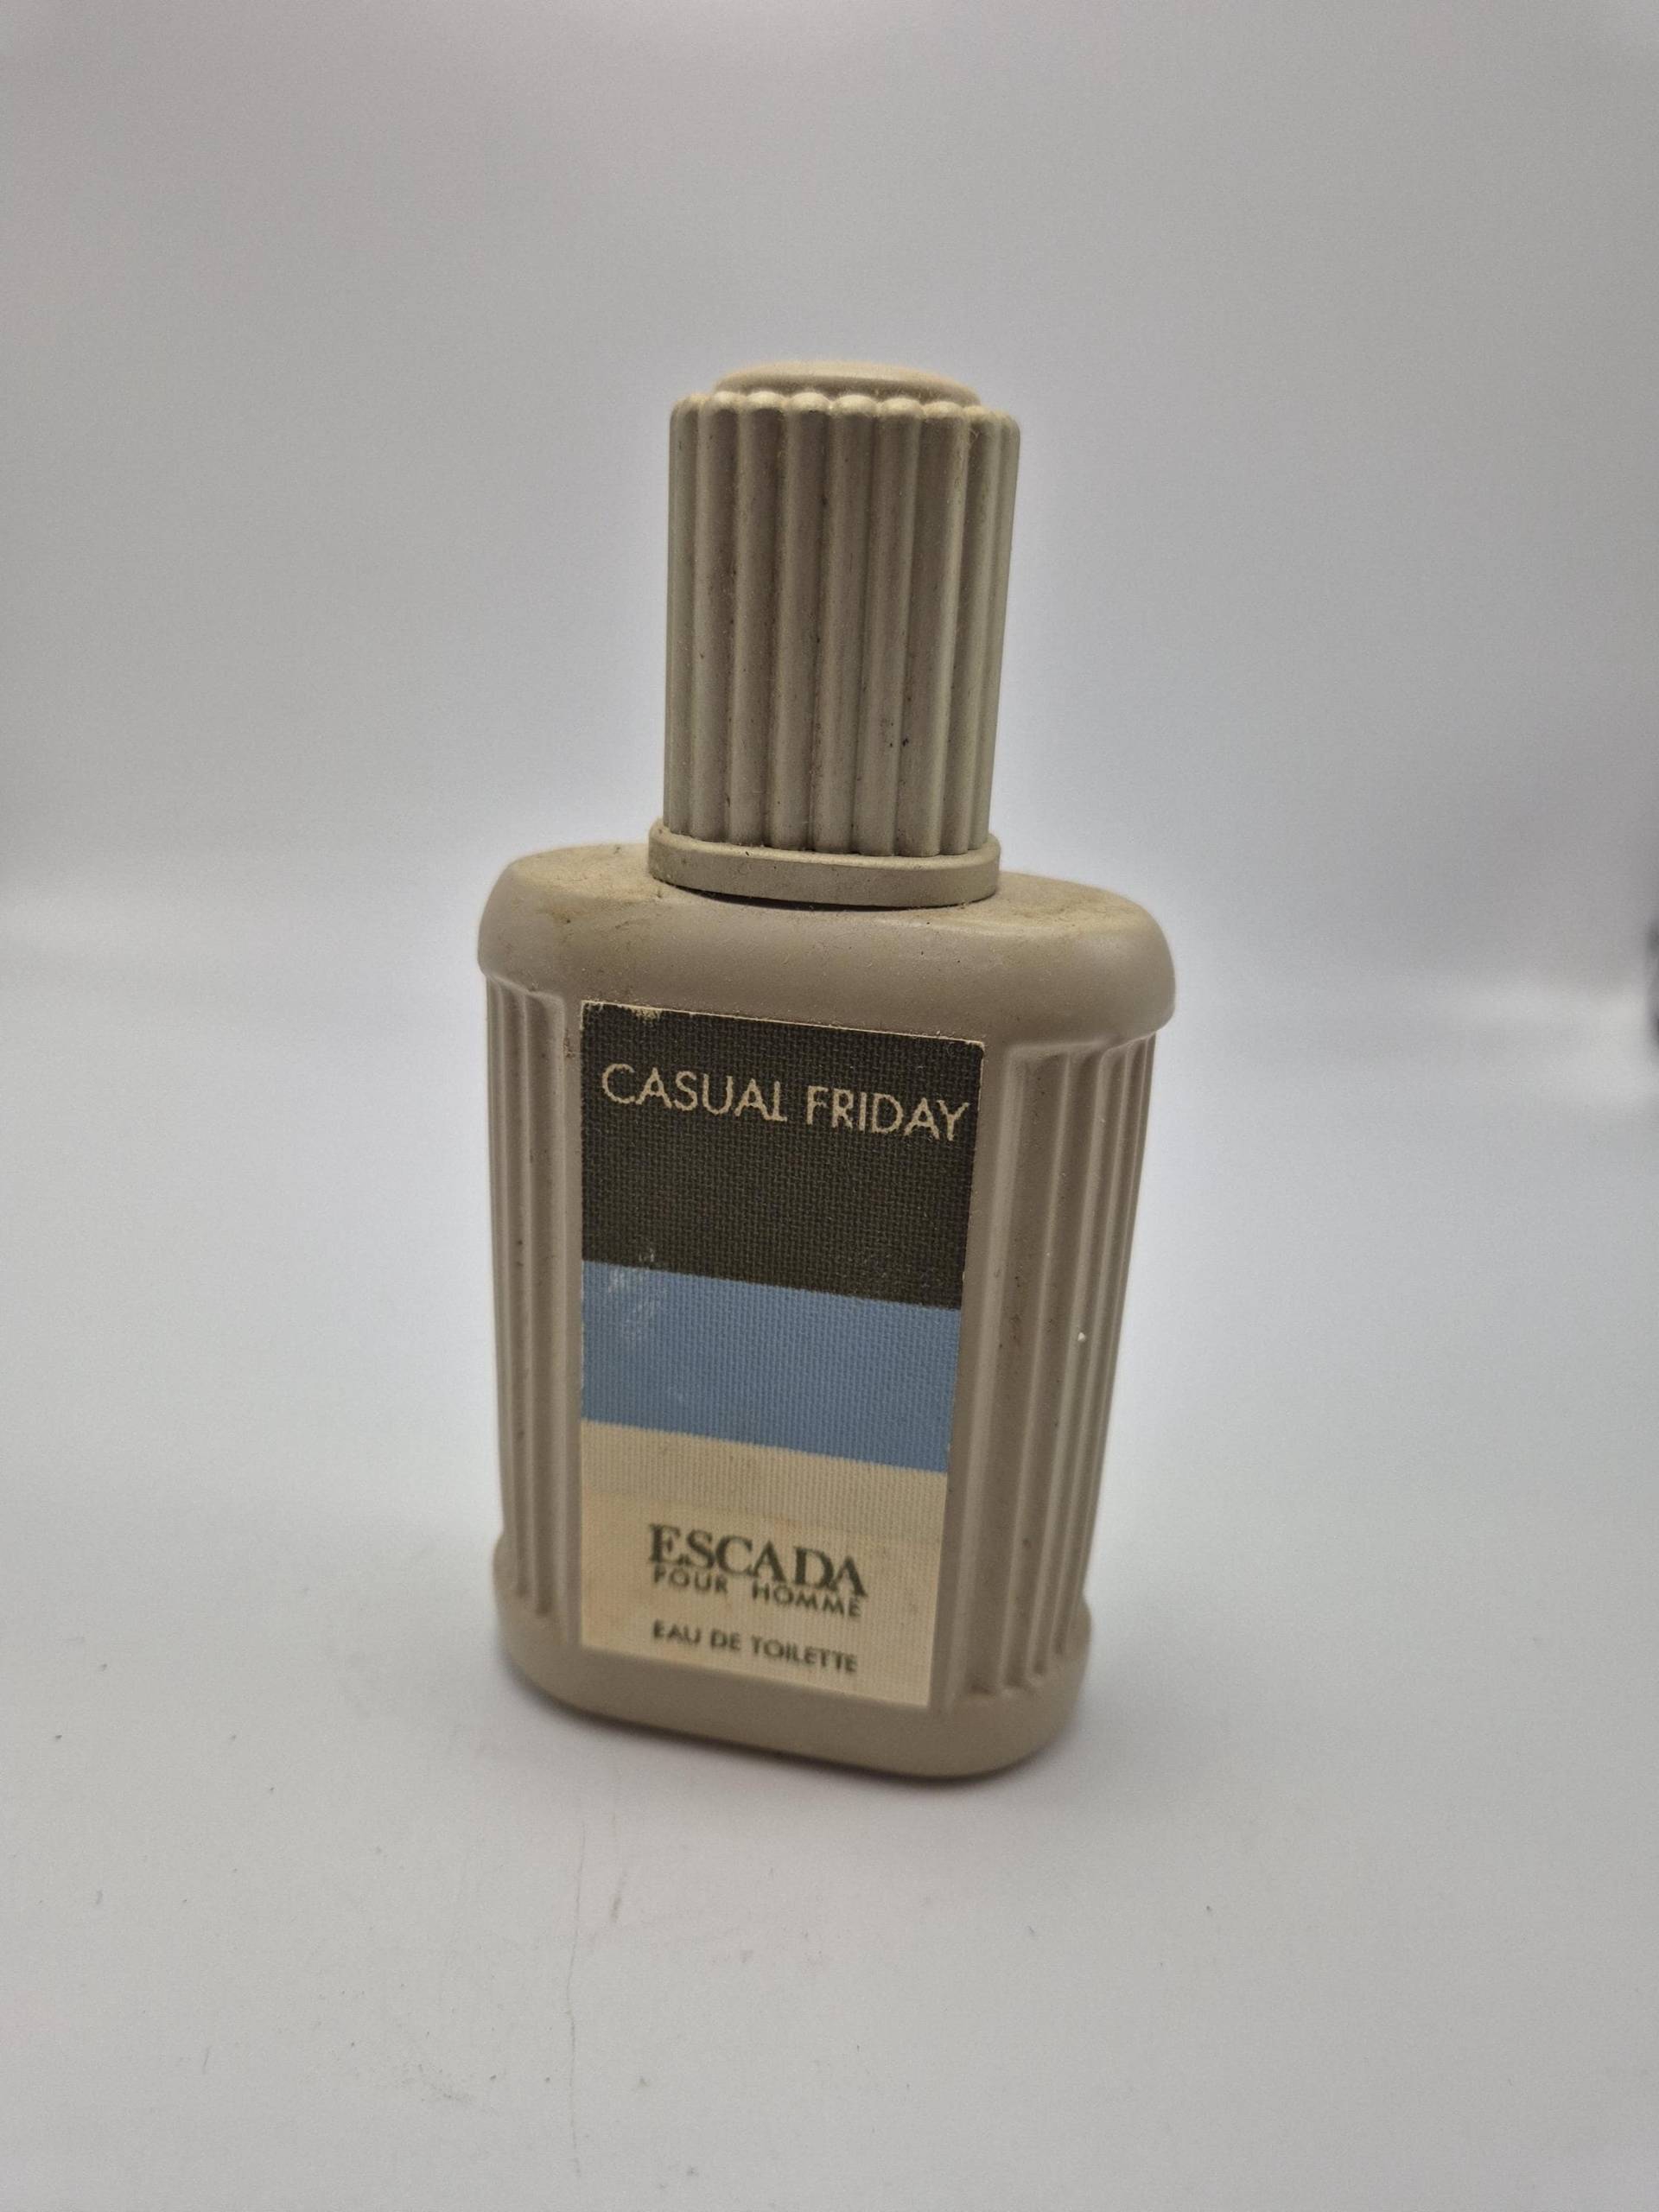 CASUAL FRIDAY
ESCADA
POUR HOMME
EAU DE TOILETTE